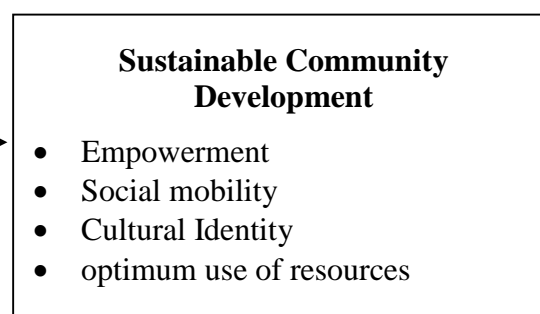 Sustainable Community
Development
• Empowerment
• Social mobility
• Cultural Identity
• optimum use of resources